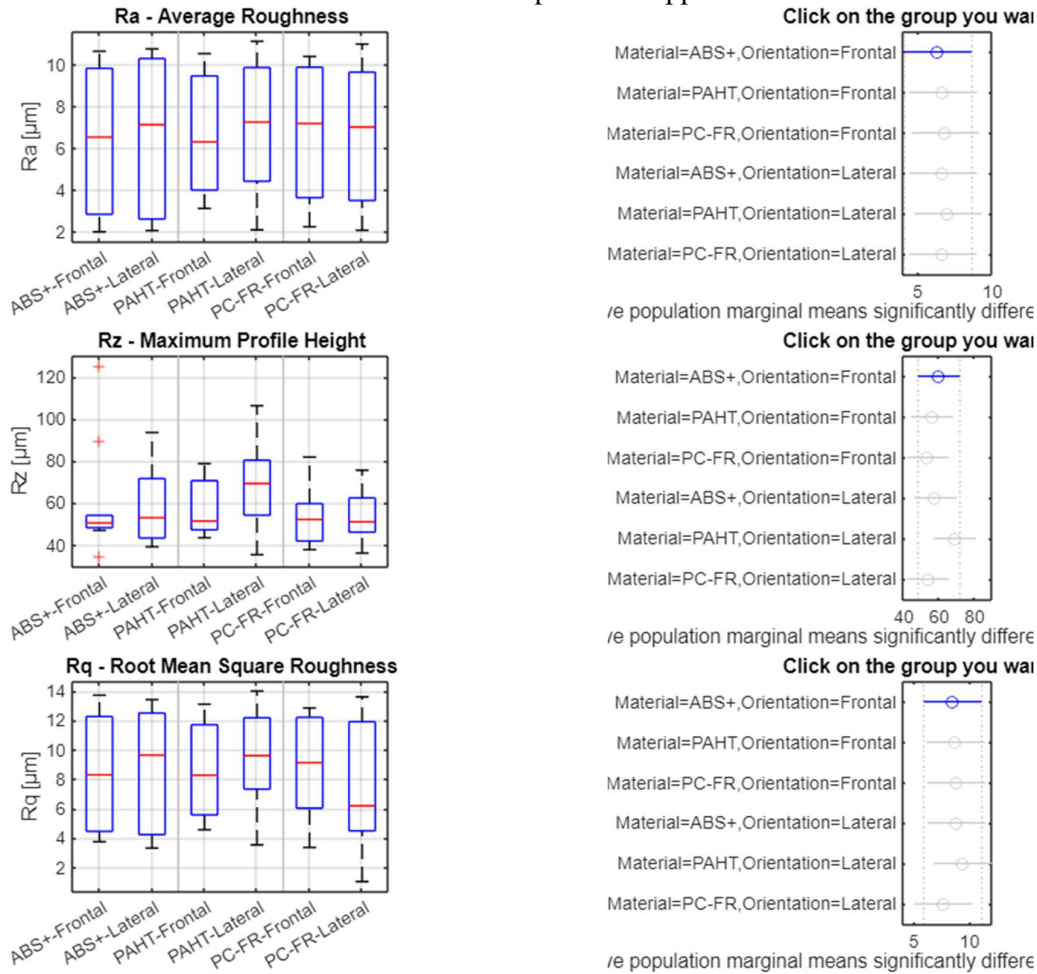 Ra - Average Roughness
Ra [µm]
10
8
6
4
2
ABS+-Frontal
ABS+-Lateral
PAHT-Frontal
PAHT-Lateral
PC-FR-Frontal
PC-FR-Lateral
Click on the group you wa
Material=ABS+,Orientation=Frontal
Material=PAHT,Orientation=Frontal
Material=PC-FR,Orientation=Frontal
Material=ABS+,Orientation=Lateral
Material=PAHT,Orientation=Lateral
Material=PC-FR,Orientation=Lateral
5 10
ve population marginal means significantly differe
Rz - Maximum Profile Height
Rz [µm]
120
100
80
60
40
ABS+-Frontal
ABS+-Lateral
PAHT-Frontal
PAHT-Lateral
PC-FR-Frontal
PC-FR-Lateral
Click on the group you wa
Material=ABS+,Orientation=Frontal
Material=PAHT,Orientation=Frontal
Material=PC-FR,Orientation=Frontal
Material=ABS+,Orientation=Lateral
Material=PAHT,Orientation=Lateral
Material=PC-FR,Orientation=Lateral
40 60 80
ve population marginal means significantly differe
Rq - Root Mean Square Roughness
Rq [µm]
14
12
10
8
6
4
2
ABS+-Frontal
ABS+-Lateral
PAHT-Frontal
PAHT-Lateral
PC-FR-Frontal
PC-FR-Lateral
Click on the group you wa
Material=ABS+,Orientation=Frontal
Material=PAHT,Orientation=Frontal
Material=PC-FR,Orientation=Frontal
Material=ABS+,Orientation=Lateral
Material=PAHT,Orientation=Lateral
Material=PC-FR,Orientation=Lateral
5 10
ve population marginal means significantly differe